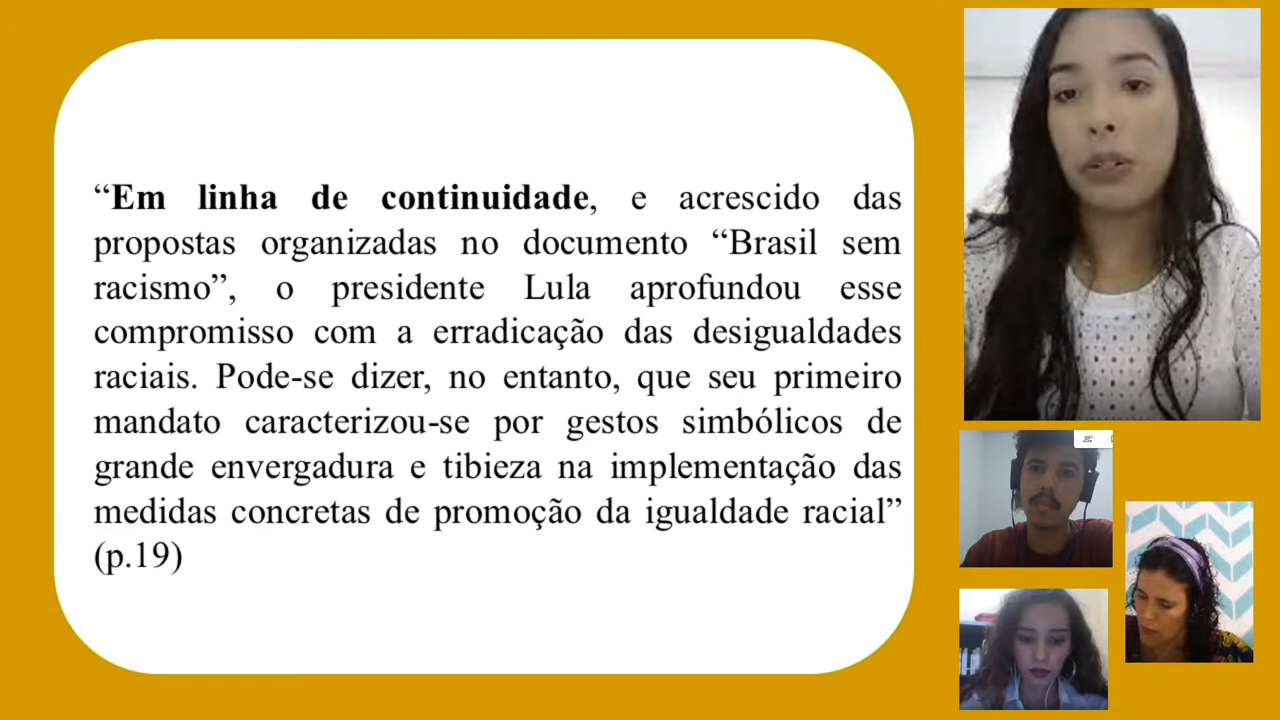 “Em linha de continuidade, e acrescido das
propostas organizadas no documento “Brasil sem
racismo”, o presidente Lula aprofundou esse
compromisso com a erradicação das desigualdades
raciais. Pode-se dizer, no entanto, que seu primeiro
mandato caracterizou-se por gestos simbólicos de
grande envergadura e tibieza na implementação das
medidas concretas de promoção da igualdade racial”
(p.19)